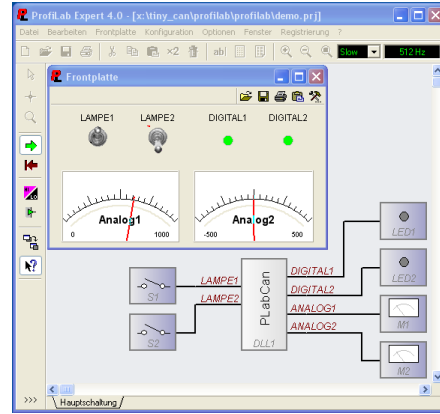 ProfiLab Expert 4.0 - [x:\tiny_can\profilab\profilab\demo.prj]
Datei Bearbeiten Frontplatte Konfiguration Optionen Fenster Registrierung ?
×2 ab| Slow 512 Hz
Frontplatte
LAMPE1 LAMPE2 DIGITAL1 DIGITAL2
Analog1 Analog2
0 1000 -500 500
LED1
LAMPE1 DIGITAL1
S1
LAMPE2 DIGITAL2
LED2
PLabCan
ANALOG1
M1
ANALOG2
S2
DLL1
M2
>>> Hauptschaltung